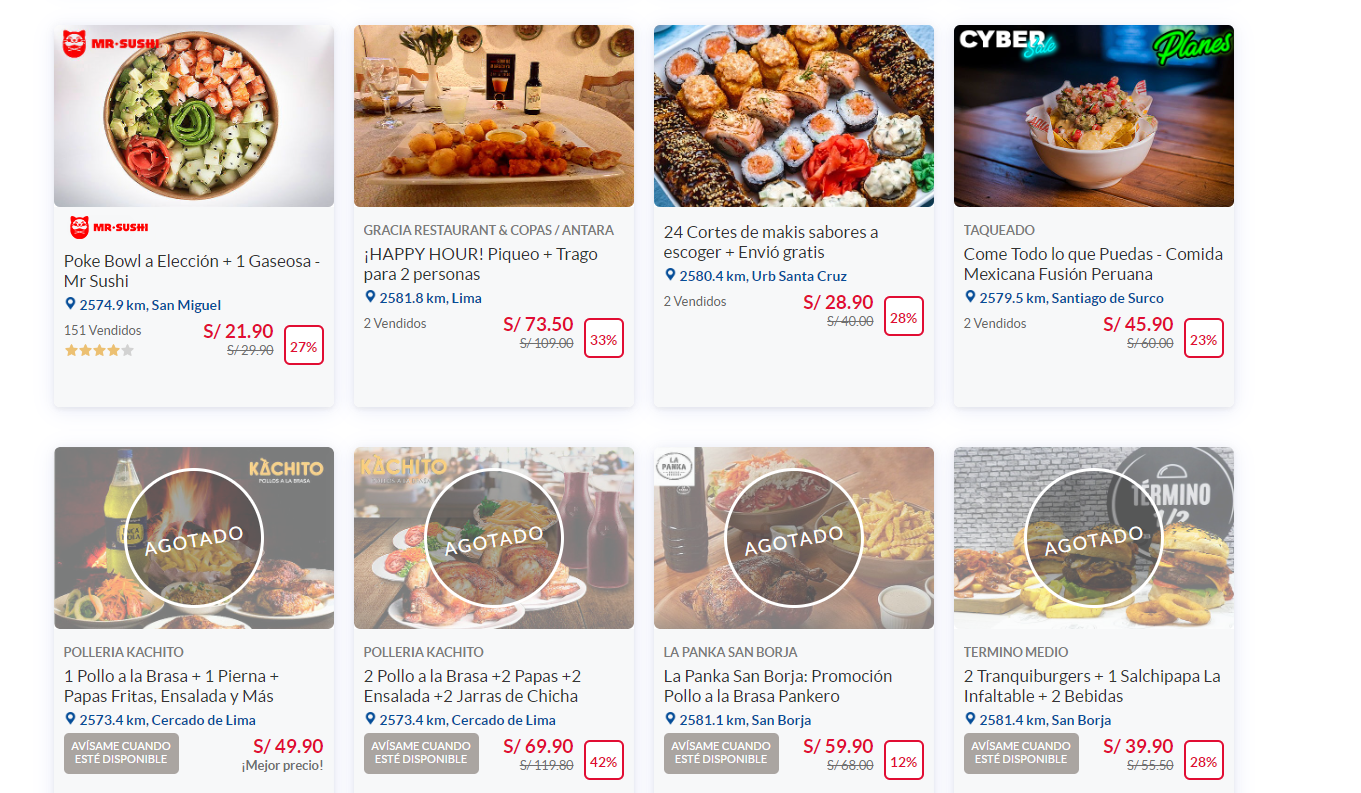 MR·SUSHI
CYBER
Sale
Planes
MR·SUSHI
Poke Bowl a Elección + 1 Gaseosa -
Mr Sushi
2574.9 km, San Miguel
151 Vendidos
S/ 21.90
S/ 29.90
27%
GRACIA RESTAURANT & COPAS / ANTARA
¡HAPPY HOUR! Piqueo + Trago
para 2 personas
2581.8 km, Lima
2 Vendidos
S/ 73.50
S/ 109.00
33%
24 Cortes de makis sabores a
escoger + Envió gratis
2580.4 km, Urb Santa Cruz
2 Vendidos
S/ 28.90
S/ 40.00
28%
TAQUEADO
Come Todo lo que Puedas - Comida
Mexicana Fusión Peruana
2579.5 km, Santiago de Surco
2 Vendidos
S/ 45.90
S/ 60.00
23%
KACHITO
POLLOS A LA BRASA
INCA
KOLA
AGOTADO
POLLERIA KACHITO
1 Pollo a la Brasa + 1 Pierna +
Papas Fritas, Ensalada y Más
2573.4 km, Cercado de Lima
AVÍSAME CUANDO
ESTÉ DISPONIBLE
S/ 49.90
¡Mejor precio!
KACHITO
POLLOS A LA BRASA
AGOTADO
POLLERIA KACHITO
2 Pollo a la Brasa +2 Papas +2
Ensalada +2 Jarras de Chicha
2573.4 km, Cercado de Lima
AVÍSAME CUANDO
ESTÉ DISPONIBLE
S/ 69.90
S/ 119.80
42%
LA
PANKA
AGOTADO
LA PANKA SAN BORJA
La Panka San Borja: Promoción
Pollo a la Brasa Pankero
2581.1 km, San Borja
AVÍSAME CUANDO
ESTÉ DISPONIBLE
S/ 59.90
S/ 68.00
12%
TÉRMINO
1/2
AGOTADO
TERMINO MEDIO
2 Tranquiburgers + 1 Salchipapa La
Infaltable + 2 Bebidas
2581.4 km, San Borja
AVÍSAME CUANDO
ESTÉ DISPONIBLE
S/ 39.90
S/ 55.50
28%